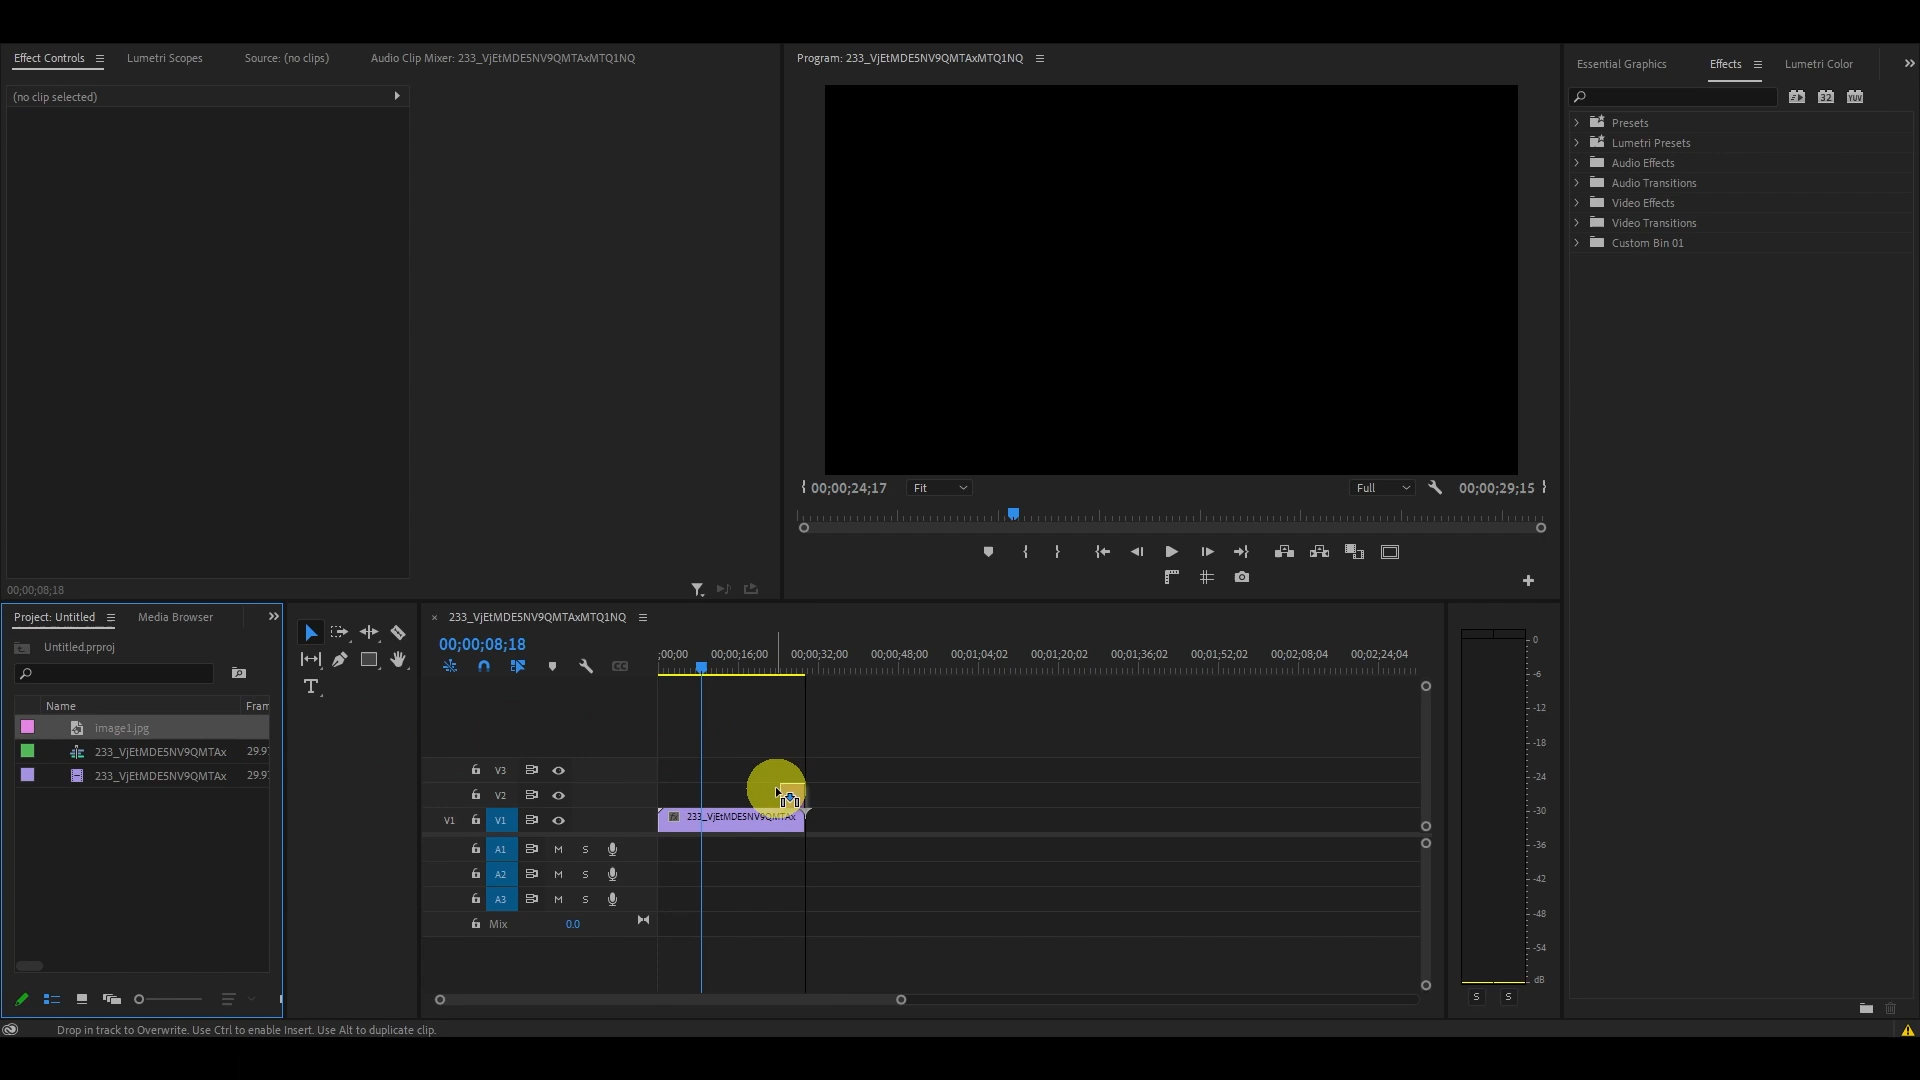 Effect Controls
Lumetri Scopes
Source: (no clips)
Audio Clip Mixer: 233_VjEtMDE5NV9QMTAxMTQ1NQ
Program: 233_VjEtMDE5NV9QMTAxMTQ1NQ
Essential Graphics
Effects
Lumetri Color
(no clip selected)
32
YUV
Presets
Lumetri Presets
Audio Effects
Audio Transitions
Video Effects
Video Transitions
Custom Bin 01
00;00;24;17
Fit
Full
00;00;29;15
00;00;08;18
Project: Untitled
Media Browser
Untitled.prproj
Name
Fram
image1.jpg
233_VjEtMDE5NV9QMTAx
29.97
233_VjEtMDE5NV9QMTAx
29.97
233_VjEtMDE5NV9QMTAxMTQ1NQ
00;00;08;18
;00;00
00;00;16;00
00;00;32;00
00;00;48;00
00;01;04;02
00;01;20;02
00;01;36;02
00;01;52;02
00;02;08;04
00;02;24;04
V3
V2
V1
V1
233_VjEtMDE5NV9QMTAx
A1
M
S
A2
M
S
A3
M
S
Mix
0.0
0
-6
-12
-18
-24
-30
-36
-42
-48
-54
dB
S
S
Drop in track to Overwrite. Use Ctrl to enable Insert. Use Alt to duplicate clip.